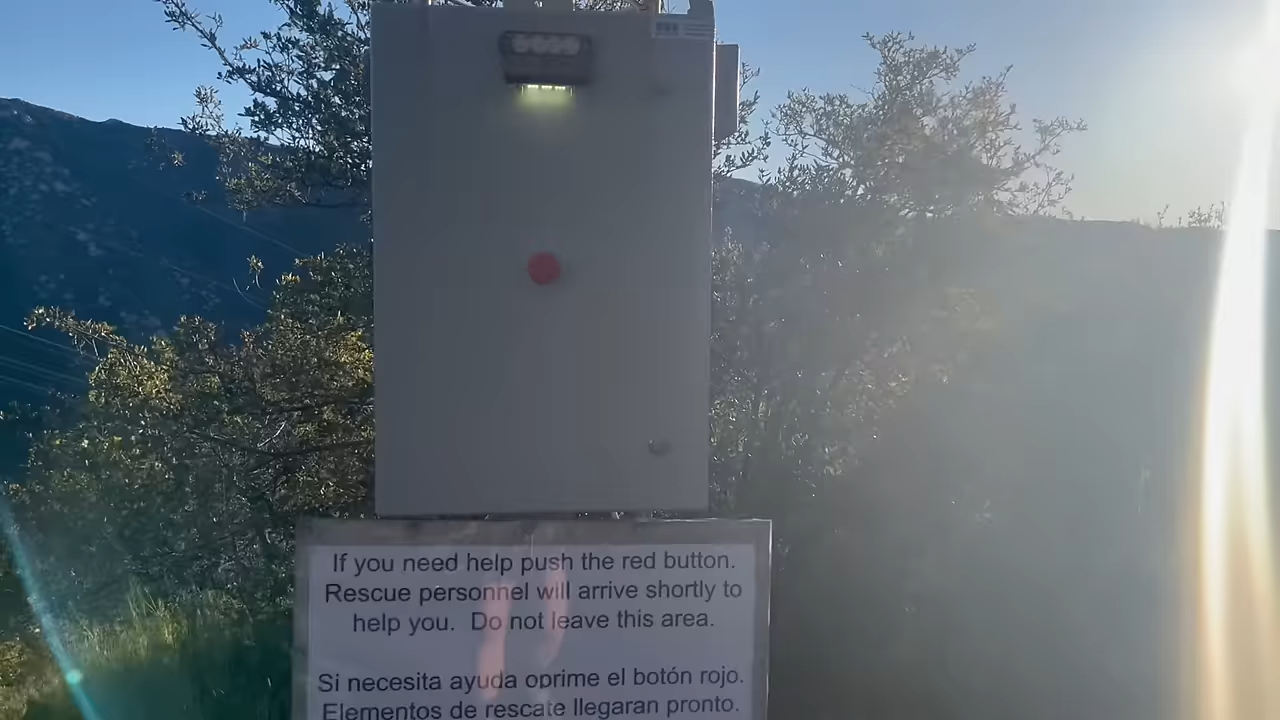 If you need help push the red button.
Rescue personnel will arrive shortly to
help you.  Do not leave this area.
Si necesita ayuda oprime el botón rojo.
Elementos de rescate llegaran pronto.